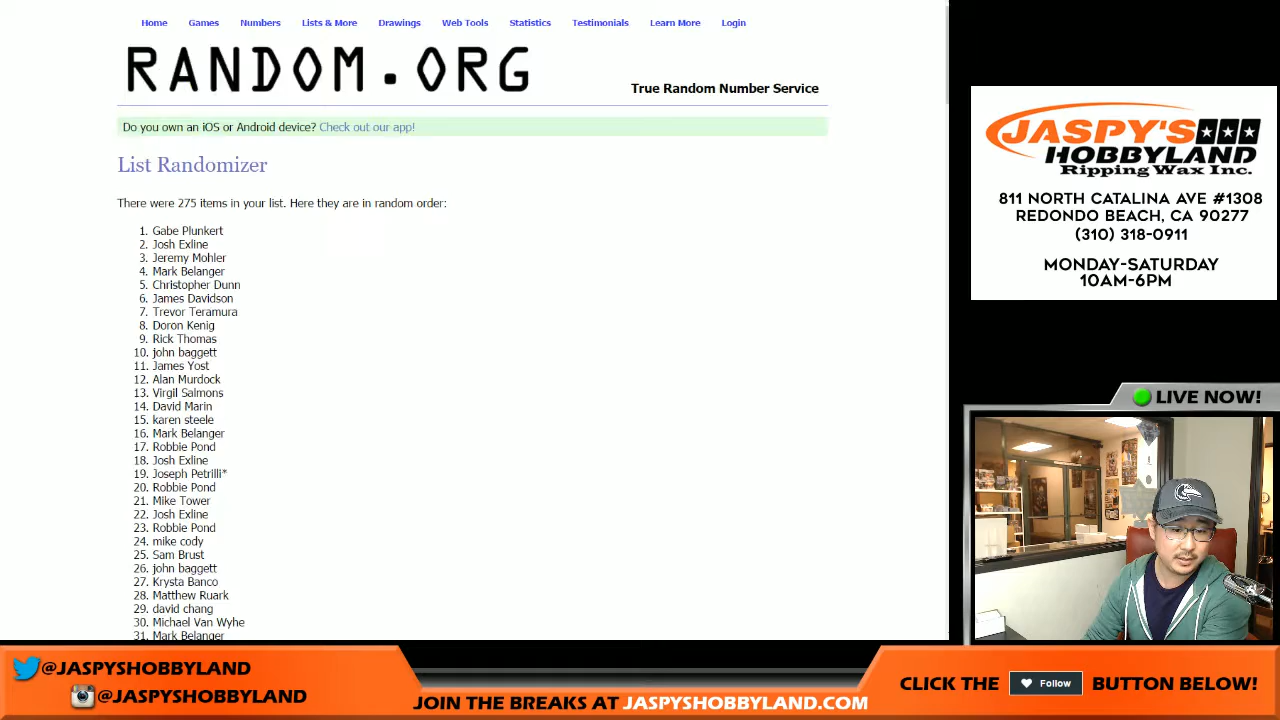 Home Games Numbers Lists & More Drawings Web Tools Statistics Testimonials Learn More Login
RANDOM.ORG
True Random Number Service
Do you own an iOS or Android device? Check out our app!
List Randomizer
There were 275 items in your list. Here they are in random order:
1. Gabe Plunkert
2. Josh Exline
3. Jeremy Mohler
4. Mark Belanger
5. Christopher Dunn
6. James Davidson
7. Trevor Teramura
8. Doron Kenig
9. Rick Thomas
10. john baggett
11. James Yost
12. Alan Murdock
13. Virgil Salmons
14. David Marin
15. karen steele
16. Mark Belanger
17. Robbie Pond
18. Josh Exline
19. Joseph Petrilli*
20. Robbie Pond
21. Mike Tower
22. Josh Exline
23. Robbie Pond
24. mike cody
25. Sam Brust
26. john baggett
27. Krysta Banco
28. Matthew Ruark
29. david chang
30. Michael Van Wyhe
31. Mark Belanger
JASPY'S
HOBBYLAND
Ripping Wax Inc.
811 NORTH CATALINA AVE #1308
REDONDO BEACH, CA 90277
(310) 318-0911
MONDAY-SATURDAY
10AM-6PM
LIVE NOW!
@JASPYSHOBBYLAND
@JASPYSHOBBYLAND
JOIN THE BREAKS AT JASPYSHOBBYLAND.COM
CLICK THE Follow BUTTON BELOW!